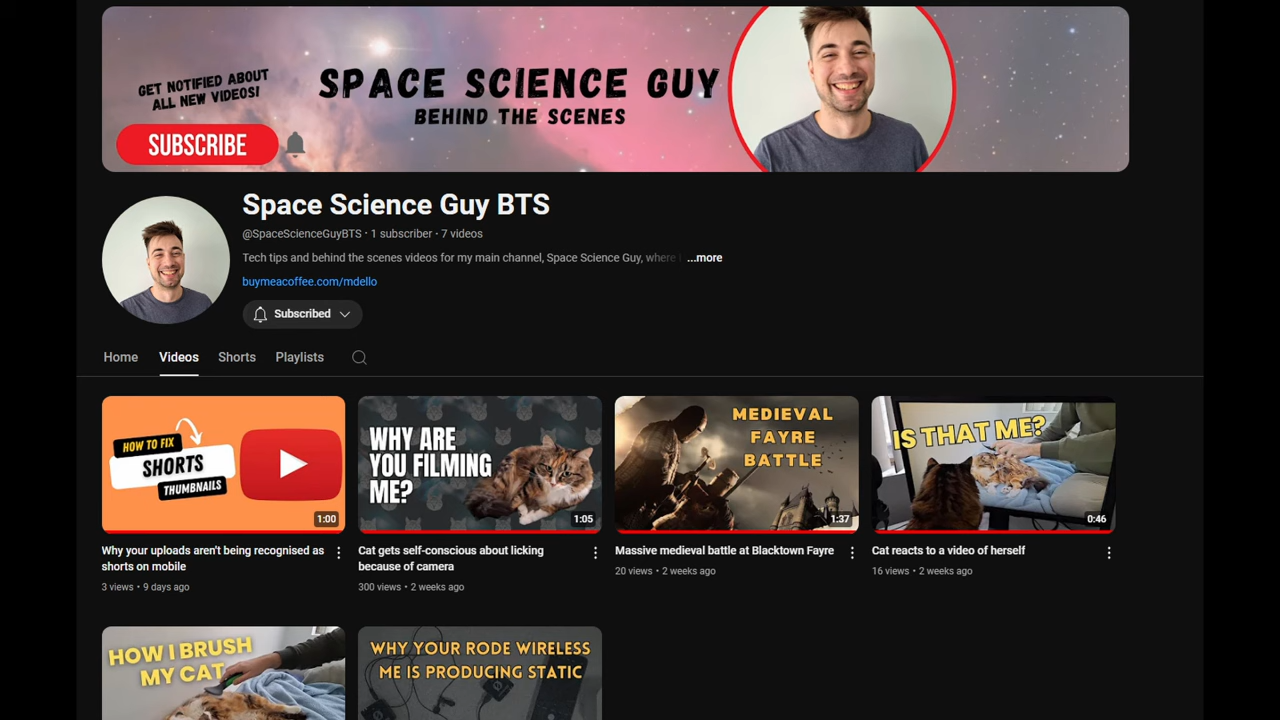 GET NOTIFIED ABOUT
ALL NEW VIDEOS!
SUBSCRIBE
SPACE SCIENCE GUY
BEHIND THE SCENES
Space Science Guy BTS
@SpaceScienceGuyBTS · 1 subscriber · 7 videos
Tech tips and behind the scenes videos for my main channel, Space Science Guy, where ...more
buymeacoffee.com/mdello
Subscribed
Home Videos Shorts Playlists
HOW TO FIX
SHORTS
THUMBNAILS
1:00
WHY ARE
YOU FILMING
ME?
1:05
MEDIEVAL
FAYRE
BATTLE
1:37
IS THAT ME?
0:46
Why your uploads aren't being recognised as
shorts on mobile
3 views • 9 days ago
Cat gets self-conscious about licking
because of camera
300 views • 2 weeks ago
Massive medieval battle at Blacktown Fayre
20 views • 2 weeks ago
Cat reacts to a video of herself
16 views • 2 weeks ago
HOW I BRUSH
MY CAT
WHY YOUR RODE WIRELESS
ME IS PRODUCING STATIC